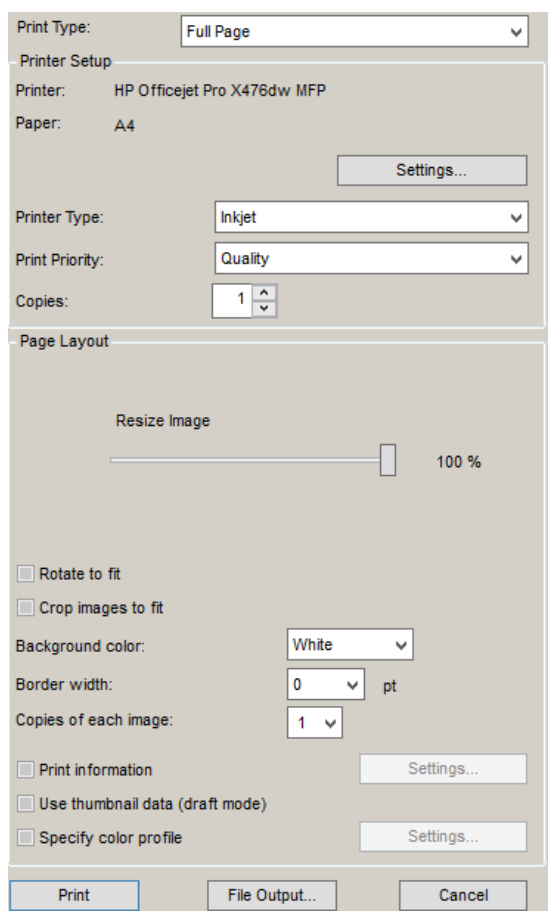 Print Type: Full Page
Printer Setup
Printer: HP Officejet Pro X476dw MFP
Paper: A4
Settings...
Printer Type: Inkjet
Print Priority: Quality
Copies: 1
Page Layout
Resize Image
100 %
Rotate to fit
Crop images to fit
Background color: White
Border width: 0 pt
Copies of each image: 1
Print information Settings...
Use thumbnail data (draft mode)
Specify color profile Settings...
Print File Output... Cancel